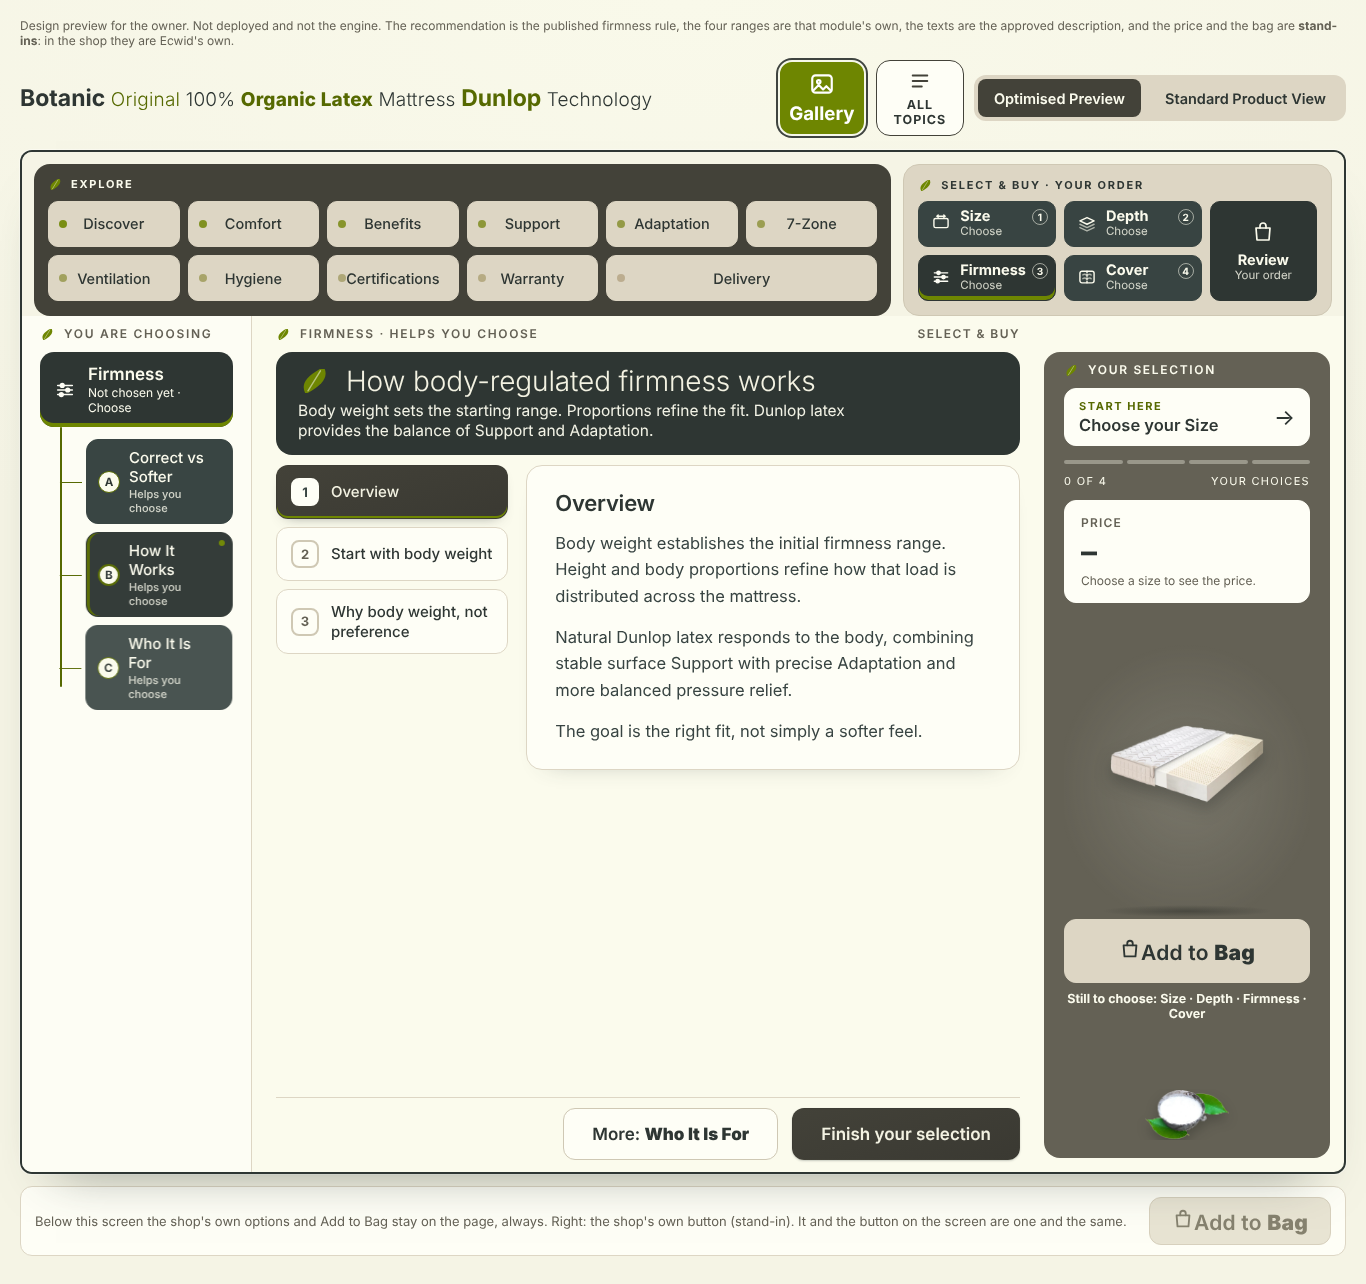 Design preview for the owner. Not deployed and not the engine. The recommendation is the published firmness rule, the four ranges are that module's own, the texts are the approved description, and the price and the bag are stand-
ins: in the shop they are Ecwid's own.
Botanic Original 100% Organic Latex Mattress Dunlop Technology
Gallery
ALL
TOPICS
Optimised Preview
Standard Product View
EXPLORE
Discover
Comfort
Benefits
Support
Adaptation
7-Zone
Ventilation
Hygiene
Certifications
Warranty
Delivery
SELECT & BUY · YOUR ORDER
Size
Choose
1
Depth
Choose
2
Firmness
Choose
3
Cover
Choose
4
Review
Your order
YOU ARE CHOOSING
Firmness
Not chosen yet ·
Choose
A
Correct vs
Softer
Helps you
choose
B
How It
Works
Helps you
choose
C
Who It Is
For
Helps you
choose
FIRMNESS · HELPS YOU CHOOSE
SELECT & BUY
How body-regulated firmness works
Body weight sets the starting range. Proportions refine the fit. Dunlop latex
provides the balance of Support and Adaptation.
1
Overview
2
Start with body weight
3
Why body weight, not
preference
Overview
Body weight establishes the initial firmness range.
Height and body proportions refine how that load is
distributed across the mattress.
Natural Dunlop latex responds to the body, combining
stable surface Support with precise Adaptation and
more balanced pressure relief.
The goal is the right fit, not simply a softer feel.
More: Who It Is For
Finish your selection
YOUR SELECTION
START HERE
Choose your Size
0 OF 4
YOUR CHOICES
PRICE
–
Choose a size to see the price.
Add to Bag
Still to choose: Size · Depth · Firmness ·
Cover
Below this screen the shop's own options and Add to Bag stay on the page, always. Right: the shop's own button (stand-in). It and the button on the screen are one and the same.
Add to Bag